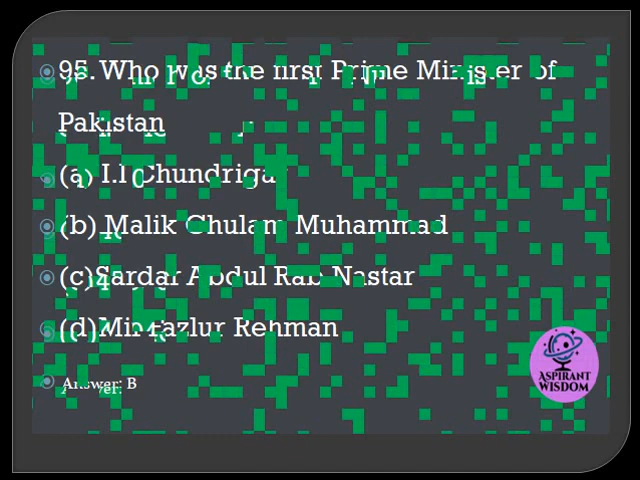 95. Who was the first Prime Minister of
Pakistan
(a) I.I Chundrigar
(b) Malik Ghulam Muhammad
(c) Sardar Abdul Rab Nastar
(d) Mir Fazlur Rehman
Answer: B
ASPIRANT
WISDOM